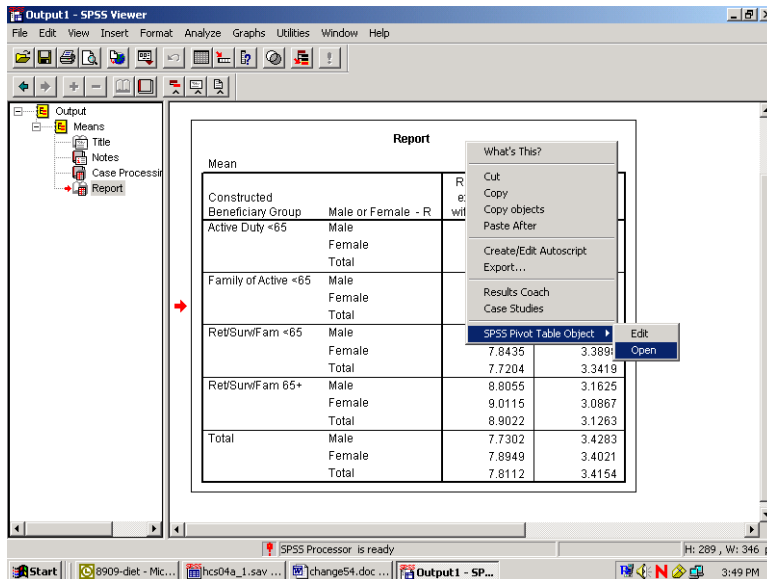 Output1 - SPSS Viewer
File Edit View Insert Format Analyze Graphs Utilities Window Help
Output
Means
Title
Notes
Case Processin
Report
Report
Mean
Constructed
Beneficiary Group Male or Female - R
R
wit
Active Duty <65 Male
Female
Total
Family of Active <65 Male
Female
Total
Ret/Surv/Fam <65 Male
Female 7.8435 3.3898
Total 7.7204 3.3419
Ret/Surv/Fam 65+ Male 8.8055 3.1625
Female 9.0115 3.0867
Total 8.9022 3.1263
Total Male 7.7302 3.4283
Female 7.8949 3.4021
Total 7.8112 3.4154
What's This?
Cut
Copy
Copy objects
Paste After
Create/Edit Autoscript
Export...
Results Coach
Case Studies
SPSS Pivot Table Object
Edit
Open
SPSS Processor is ready
H: 289 , W: 346 p
Start 8909-diet - Mic... hcs04a_1.sav ... change54.doc ... Output1 - SP... 3:49 PM